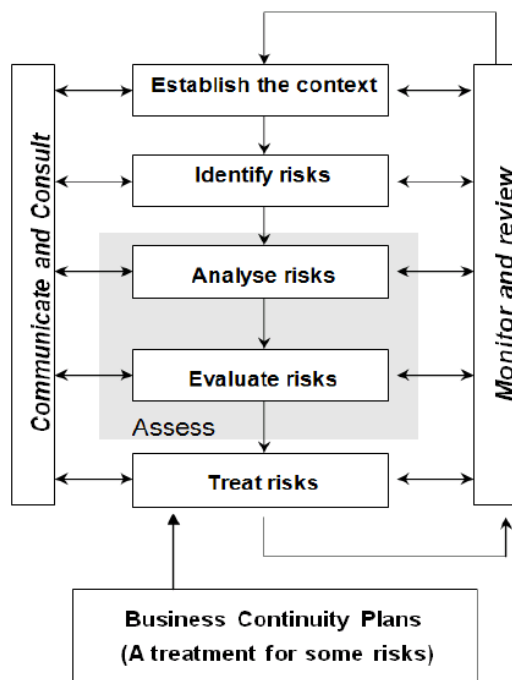 Establish the context
Identify risks
Analyse risks
Evaluate risks
Assess
Treat risks
Communicate and Consult
Monitor and review
Business Continuity Plans
(A treatment for some risks)